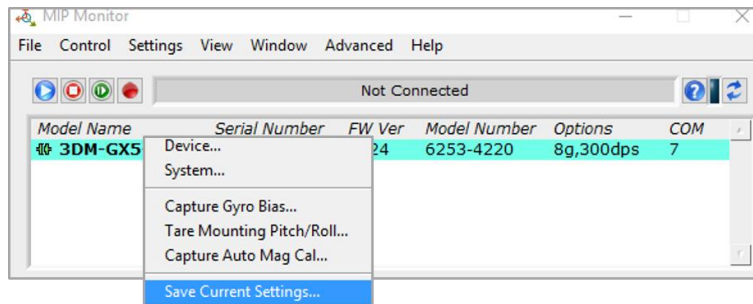 MIP Monitor
File Control Settings View Window Advanced Help
Not Connected
Model Name Serial Number FW Ver Model Number Options COM
3DM-GX5 24 6253-4220 8g,300dps 7
Device...
System...
Capture Gyro Bias...
Tare Mounting Pitch/Roll...
Capture Auto Mag Cal...
Save Current Settings...